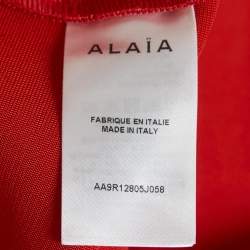 ALAÏA
FABRIQUE EN ITALIE
MADE IN ITALY
AA9R12805J058